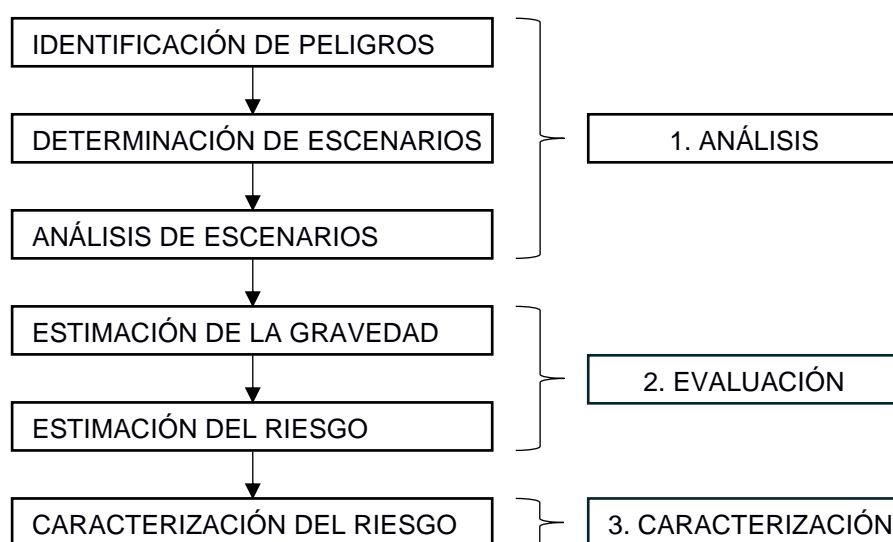 IDENTIFICACIÓN DE PELIGROS
DETERMINACIÓN DE ESCENARIOS
1. ANÁLISIS
ANÁLISIS DE ESCENARIOS
ESTIMACIÓN DE LA GRAVEDAD
2. EVALUACIÓN
ESTIMACIÓN DEL RIESGO
CARACTERIZACIÓN DEL RIESGO
3. CARACTERIZACIÓN